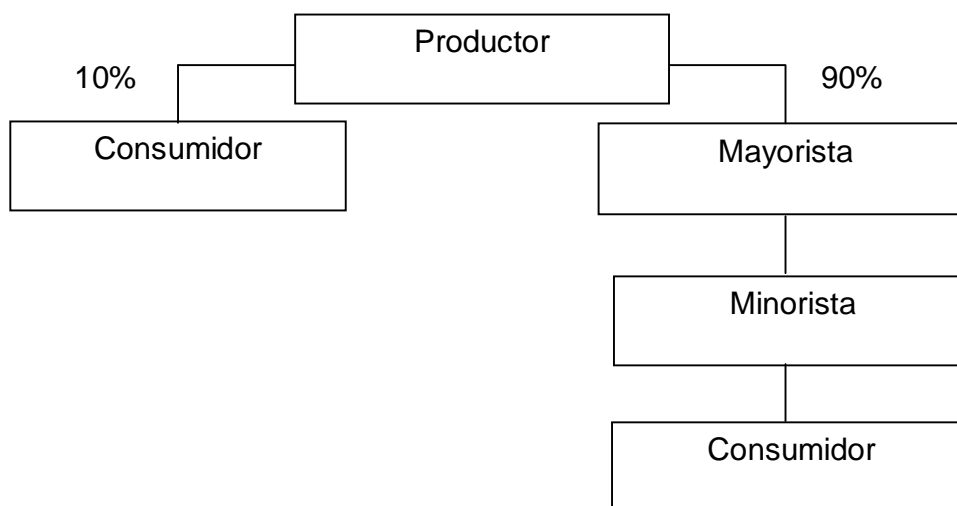 Productor
10%
90%
Consumidor
Mayorista
Minorista
Consumidor